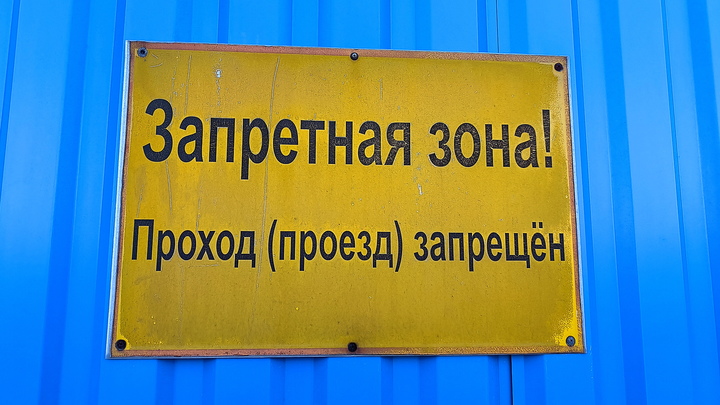 Запретная зона!
Проход (проезд) запрещён